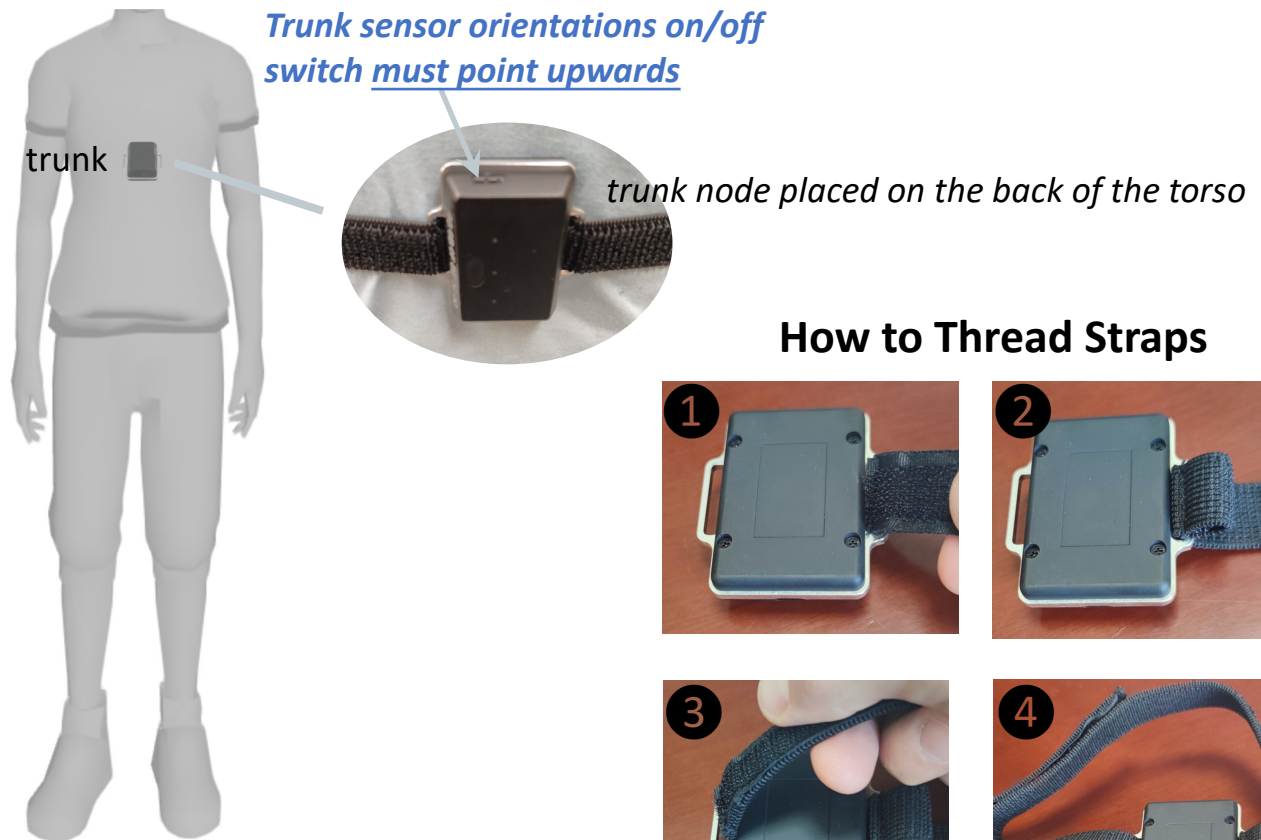 Trunk sensor orientations on/off
switch must point upwards
trunk
trunk node placed on the back of the torso
How to Thread Straps
1
2
3
4